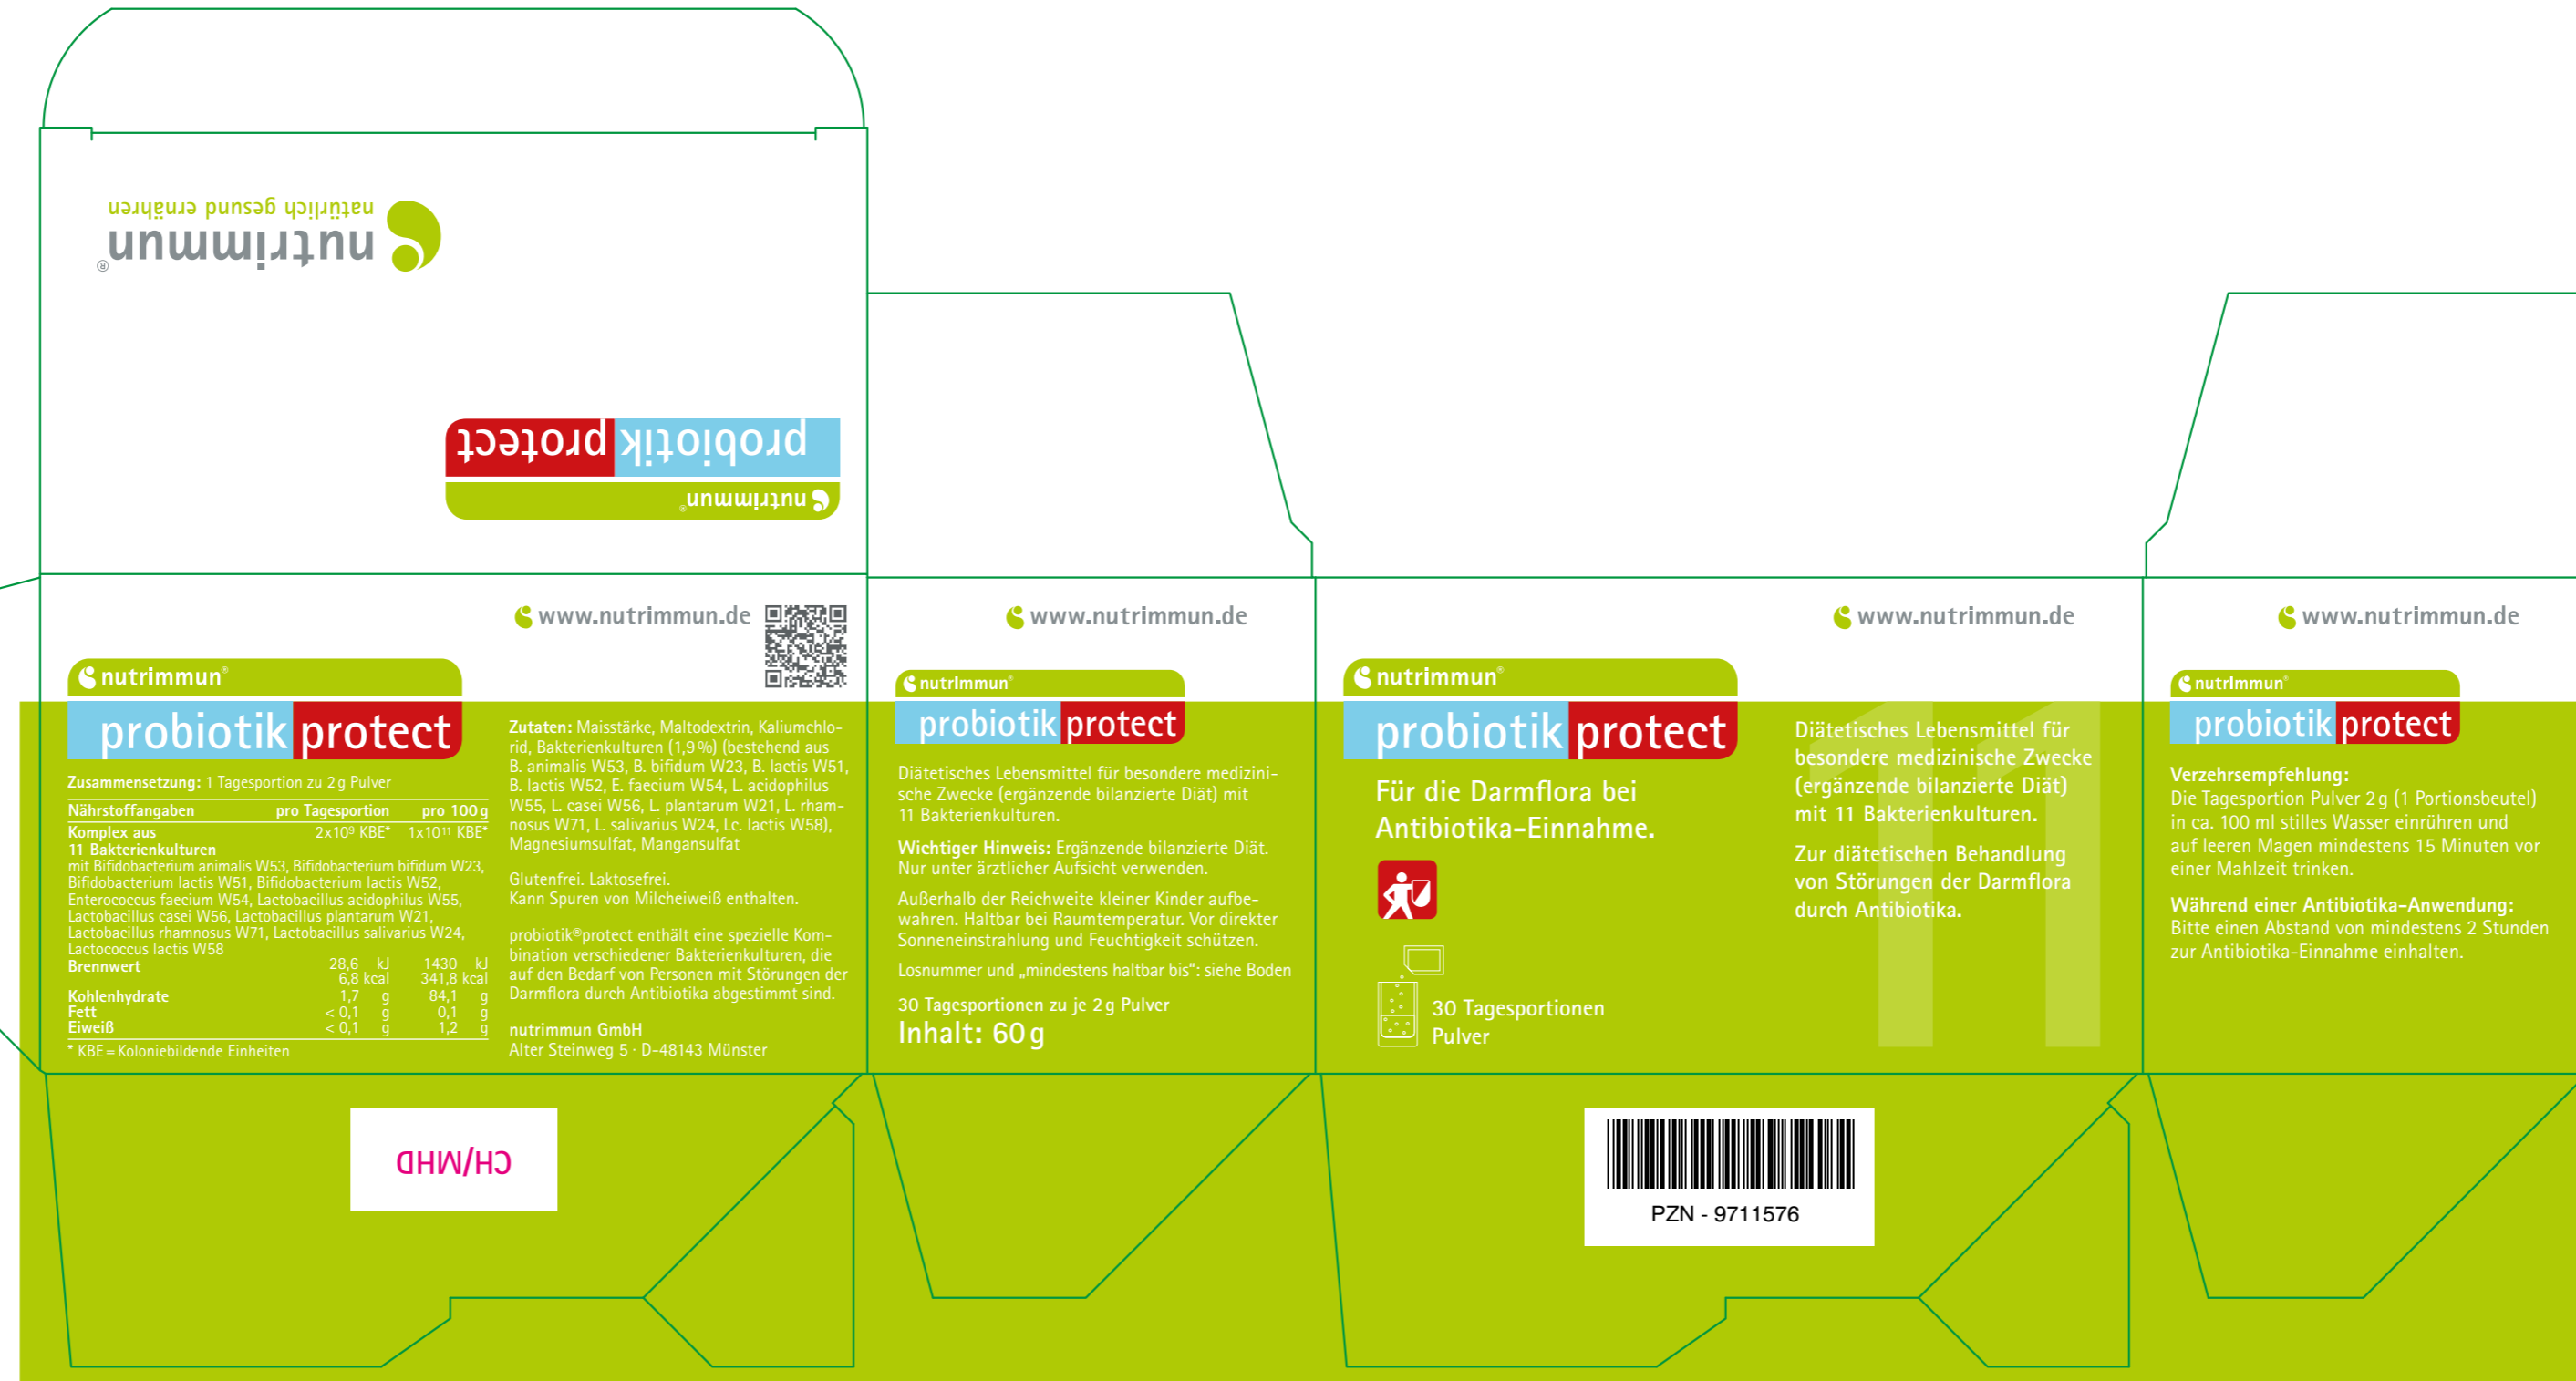 nutrimmun®
natürlich gesund ernähren
nutrimmun®
probiotik protect
www.nutrimmun.de
nutrimmun®
probiotik protect
Zusammensetzung: 1 Tagesportion zu 2 g Pulver
Nährstoffangaben pro Tagesportion pro 100 g
Komplex aus 2x10⁹ KBE* 1x10¹¹ KBE*
11 Bakterienkulturen
mit Bifidobacterium animalis W53, Bifidobacterium bifidum W23,
Bifidobacterium lactis W51, Bifidobacterium lactis W52,
Enterococcus faecium W54, Lactobacillus acidophilus W55,
Lactobacillus casei W56, Lactobacillus plantarum W21,
Lactobacillus rhamnosus W71, Lactobacillus salivarius W24,
Lactococcus lactis W58
Brennwert 28,6 kJ 1430 kJ
6,8 kcal 341,8 kcal
Kohlenhydrate 1,7 g 84,1 g
Fett < 0,1 g 0,1 g
Eiweiß < 0,1 g 1,2 g
* KBE = Koloniebildende Einheiten
Zutaten: Maisstärke, Maltodextrin, Kaliumchlo-
rid, Bakterienkulturen (1,9 %) (bestehend aus
B. animalis W53, B. bifidum W23, B. lactis W51,
B. lactis W52, E. faecium W54, L. acidophilus
W55, L. casei W56, L. plantarum W21, L. rham-
nosus W71, L. salivarius W24, Lc. lactis W58),
Magnesiumsulfat, Mangansulfat
Glutenfrei. Laktosefrei.
Kann Spuren von Milcheiweiß enthalten.
probiotik®protect enthält eine spezielle Kom-
bination verschiedener Bakterienkulturen, die
auf den Bedarf von Personen mit Störungen der
Darmflora durch Antibiotika abgestimmt sind.
nutrimmun GmbH
Alter Steinweg 5 · D-48143 Münster
www.nutrimmun.de
nutrImmun®
probiotik protect
Diätetisches Lebensmittel für besondere medizini-
sche Zwecke (ergänzende bilanzierte Diät) mit
11 Bakterienkulturen.
Wichtiger Hinweis: Ergänzende bilanzierte Diät.
Nur unter ärztlicher Aufsicht verwenden.
Außerhalb der Reichweite kleiner Kinder aufbe-
wahren. Haltbar bei Raumtemperatur. Vor direkter
Sonneneinstrahlung und Feuchtigkeit schützen.
Losnummer und „mindestens haltbar bis“: siehe Boden
30 Tagesportionen zu je 2 g Pulver
Inhalt: 60 g
www.nutrimmun.de
nutrimmun®
probiotik protect
Für die Darmflora bei
Antibiotika-Einnahme.
30 Tagesportionen
Pulver
11
Diätetisches Lebensmittel für
besondere medizinische Zwecke
(ergänzende bilanzierte Diät)
mit 11 Bakterienkulturen.
Zur diätetischen Behandlung
von Störungen der Darmflora
durch Antibiotika.
www.nutrimmun.de
nutrImmun®
probiotik protect
Verzehrsempfehlung:
Die Tagesportion Pulver 2 g (1 Portionsbeutel)
in ca. 100 ml stilles Wasser einrühren und
auf leeren Magen mindestens 15 Minuten vor
einer Mahlzeit trinken.
Während einer Antibiotika-Anwendung:
Bitte einen Abstand von mindestens 2 Stunden
zur Antibiotika-Einnahme einhalten.
CH/MHD
PZN - 9711576